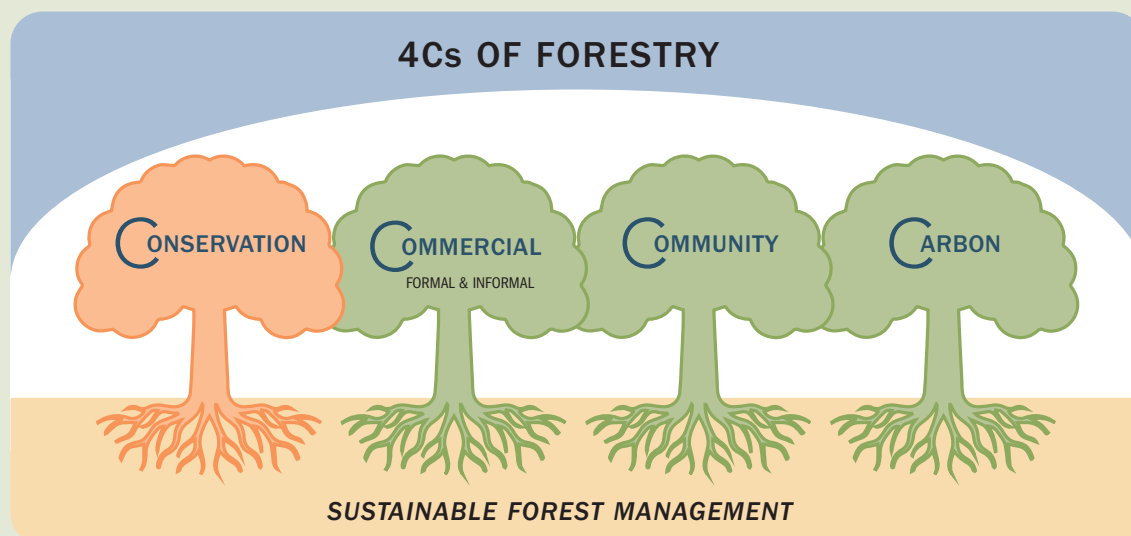 4Cs OF FORESTRY
CONSERVATION
COMMERCIAL
FORMAL & INFORMAL
COMMUNITY
CARBON
SUSTAINABLE FOREST MANAGEMENT